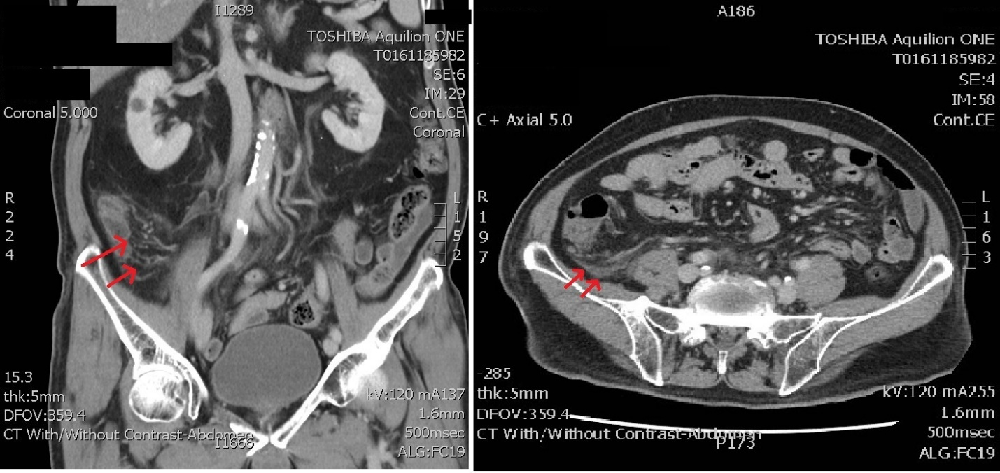 I1289
TOSHIBA Aquilion ONE
T0161185982
SE:6
IM:29
Coronal 5.000
Cont.CE
Coronal
R
2
2
4
L
1
5
2
15.3
thk:5mm
DFOV:359.4
CT With/Without Contrast-Abdomen
I1666
kV:120 mA137
1.6mm
500msec
ALG:FC19
A186
TOSHIBA Aquilion ONE
T0161185982
SE:4
IM:58
C+ Axial 5.0
Cont.CE
R
1
9
7
L
1
6
3
-285
thk:5mm
DFOV:359.4
CT With/Without Contrast-Abdomen
P173
kV:120 mA255
1.6mm
500msec
ALG:FC19